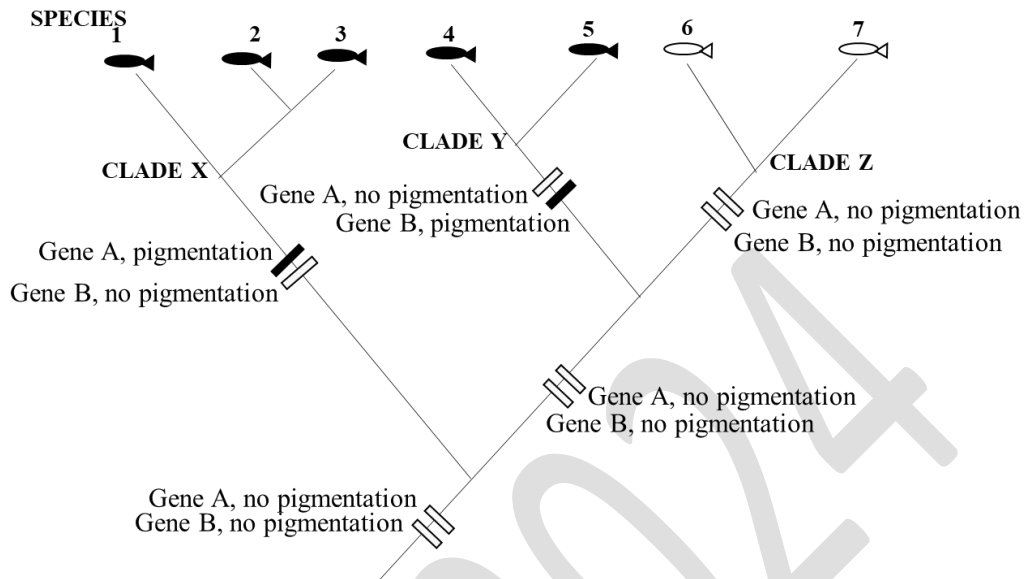 SPECIES
1 2 3 4 5 6 7
CLADE X
CLADE Y
CLADE Z
Gene A, no pigmentation
Gene B, pigmentation
Gene A, no pigmentation
Gene B, no pigmentation
Gene A, pigmentation
Gene B, no pigmentation
Gene A, no pigmentation
Gene B, no pigmentation
Gene A, no pigmentation
Gene B, no pigmentation
2024